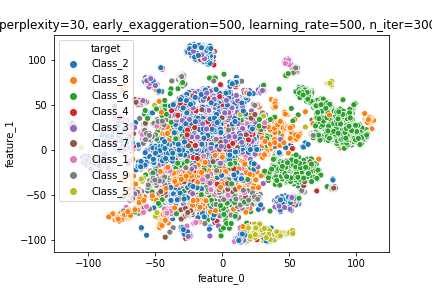 perplexity=30, early_exaggeration=500, learning_rate=500, n_iter=300
target
Class_2
Class_8
Class_6
Class_4
Class_3
Class_7
Class_1
Class_9
Class_5
100
50
0
−50
−100
feature_1
−100
−50
0
50
100
feature_0